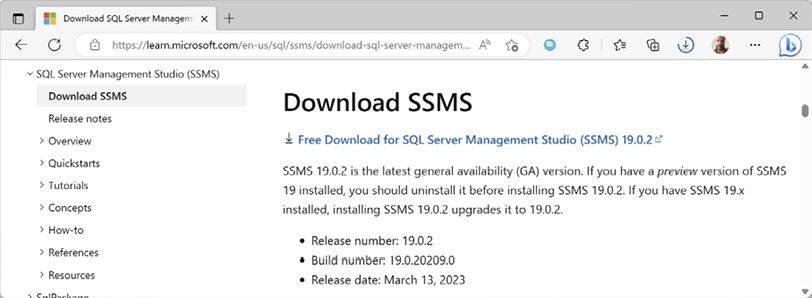 Download SQL Server Managemen
https://learn.microsoft.com/en-us/sql/ssms/download-sql-server-managem...
SQL Server Management Studio (SSMS)
Download SSMS
Release notes
Overview
Quickstarts
Tutorials
Concepts
How-to
References
Resources
SqlPackage
Download SSMS
Free Download for SQL Server Management Studio (SSMS) 19.0.2
SSMS 19.0.2 is the latest general availability (GA) version. If you have a preview version of SSMS
19 installed, you should uninstall it before installing SSMS 19.0.2. If you have SSMS 19.x
installed, installing SSMS 19.0.2 upgrades it to 19.0.2.
• Release number: 19.0.2
• Build number: 19.0.20209.0
• Release date: March 13, 2023